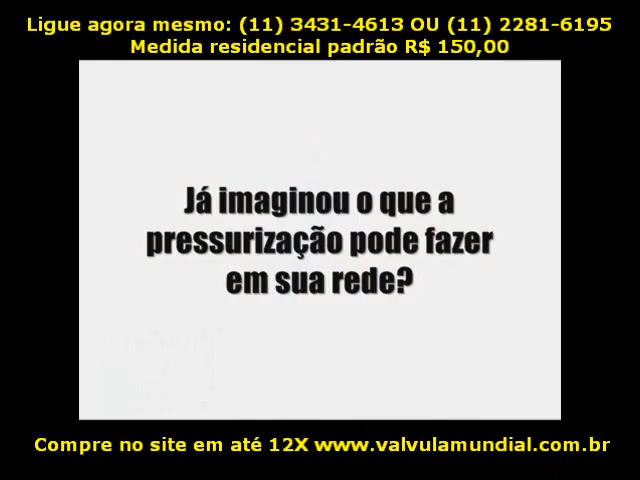 Ligue agora mesmo: (11) 3431-4613 OU (11) 2281-6195
Medida residencial padrão R$ 150,00
Já imaginou o que a
pressurização pode fazer
em sua rede?
Compre no site em até 12X www.valvulamundial.com.br